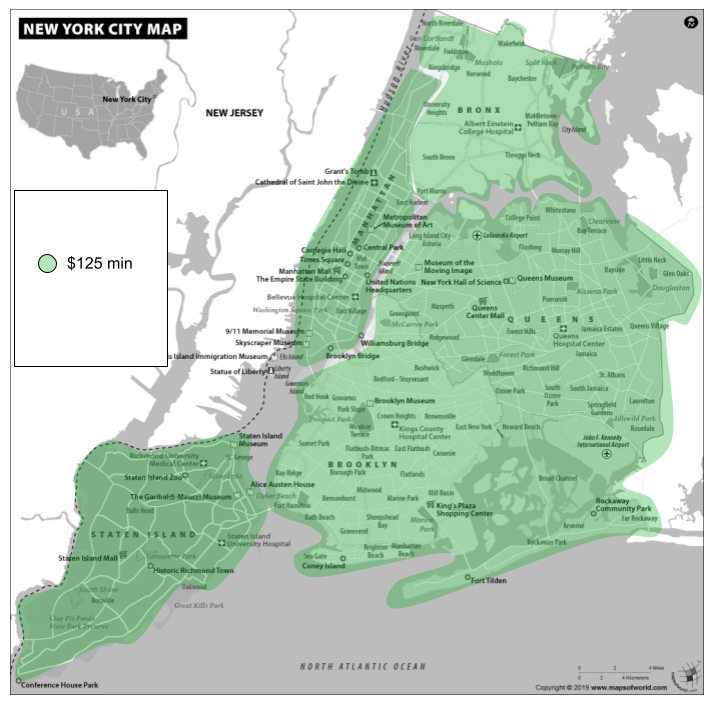 NEW YORK CITY MAP
New York City
U S A
NEW JERSEY
HUDSON RIVER
$125 min
North Riverdale
Van Cortlandt
Riverdale
Fieldston
Wakefield
Kingsbridge
Mosholu
Split Rock
Pelham Bay
Norwood
Baychester
University
Heights
BRONX
Albert Einstein
College Hospital
Middletown -
Pelham Bay
City Island
South Bronx
Throggs Neck
Grant's Tomb
Cathedral of Saint John the Divine
Port Morris
East Harlem
MANHATTAN
Metropolitan
Museum of Art
College Point
Whitestone
Clearview
Bay Terrace
Long Island City -
Astoria
LaGuardia Airport
Carnegie Hall
Central Park
Flushing
Murray Hill
Times Square
Mid-
Town
Little Neck
Manhattan Mall
Roosevelt
Island
Museum of the
Moving Image
Bayside
Glen Oaks
The Empire State Building
United Nations
Headquarters
New York Hall of Science
Queens Museum
Kissena Park
Douglaston
Bellevue Hospital Center
Pomonok
Washington Square Park
East Village
Greenpoint
Maspeth
Queens
Center Mall
QUEENS
McCarren Park
Forest Hills
Jamaica Estates
Queens Village
9/11 Memorial Museum
Williamsburg Bridge
Ridgewood
Queens
Hospital Center
Skyscraper Museum
Jamaica
is Island Immigration Museum
Ellis Island
Brooklyn Bridge
Glendale
Forest Park
Statue of Liberty
Liberty
Island
Bushwick
Woodhaven
Richmond Hill
St. Albans
Governors
Island
Bedford - Stuyvesant
Ozone Park
South
Ozone
Park
South Jamaica
Red Hook
Gowanus
Brooklyn Museum
Springfield
Gardens
Laurelton
Park Slope
Crown Heights
Brownsville
Idlewild Park
Prospect Park
Windsor
Terrace
Kings County
Hospital Center
East New York
Howard Beach
Rosedale
Staten Island
Museum
Sunset Park
Flatbush-Ditmas
Park
East Flatbush
Canarsie
John F. Kennedy
International Airport
Richmond University
Medical Center
St. George
BROOKLYN
Borough Park
Staten Island Zoo
Silver Lake
Bay Ridge
Flatlands
Broad Channel
Alice Austen House
Midwood
The Garibaldi-Meucci Museum
Dyker Beach
Bensonhurst
Marine Park
Mill Basin
Rockaway
Community Park
Bulls Head
Fort Hamilton
King's Plaza
Shopping Center
Bath Beach
Sheepshead
Bay
Marine
Park
Far Rockaway
Arverne
STATEN ISLAND
Staten Island
University Hospital
Gravesend
Rockaway Park
Staten Island Mall
Latourette Park
Sea Gate
Brighton
Beach
Manhattan
Beach
Historic Richmond Town
Coney Island
Fort Tilden
South Shore
Oakwood
Rossville
Great Kills Park
Clay Pit Ponds
State Park Preserve
NORTH ATLANTIC OCEAN
0 2 4 Miles
0 2 4 Kilometers
Conference House Park
Copyright © 2019 www.mapsofworld.com